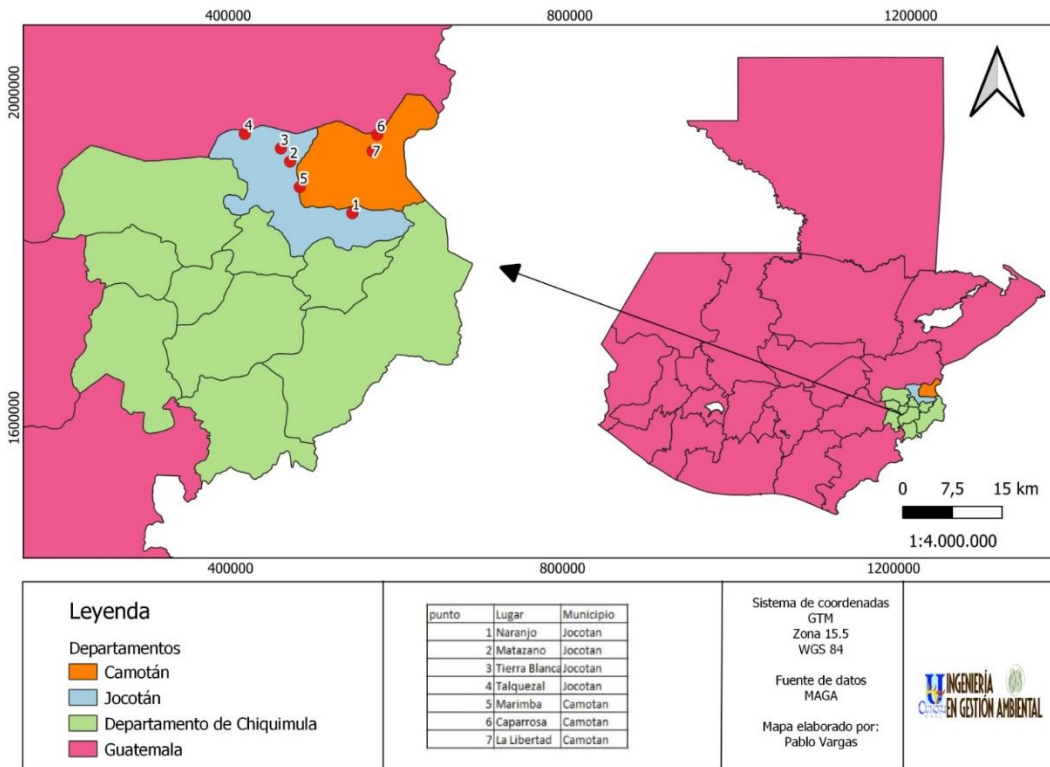 400000 800000 1200000
2000000
1600000
4
3
2
5
1
6
7
0 7,5 15 km
1:4.000.000
400000 800000 1200000
Leyenda
Departamentos
Camotán
Jocotán
Departamento de Chiquimula
Guatemala
punto Lugar Municipio
1 Naranjo Jocotan
2 Matazano Jocotan
3 Tierra Blanca Jocotan
4 Talquezal Jocotan
5 Marimba Camotan
6 Caparrosa Camotan
7 La Libertad Camotan
Sistema de coordenadas
GTM
Zona 15.5
WGS 84
Fuente de datos
MAGA
Mapa elaborado por:
Pablo Vargas
INGENIERÍA
EN GESTIÓN AMBIENTAL